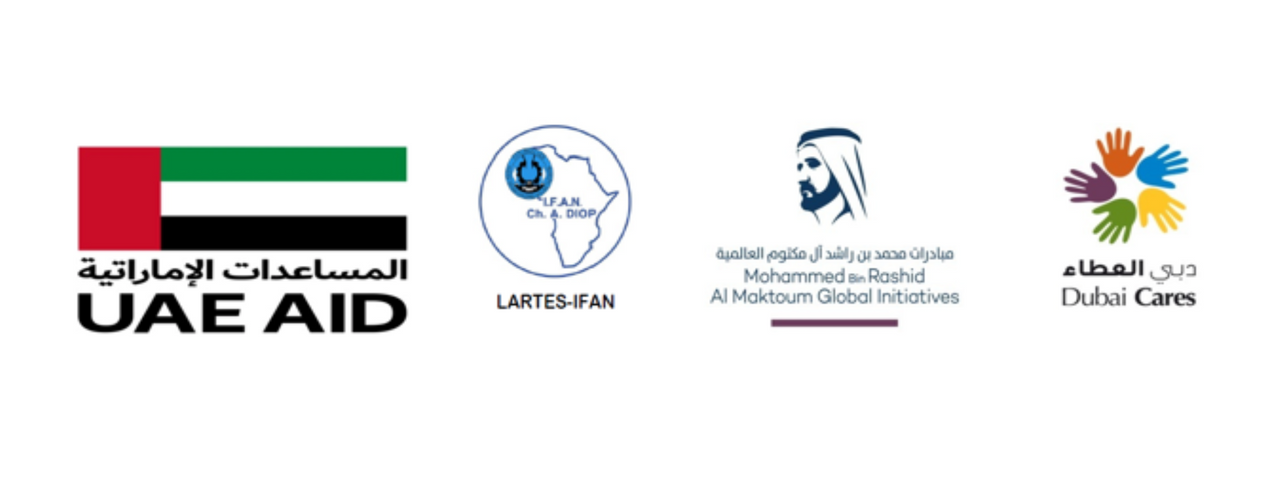 المساعدات الإماراتية
UAE AID
I.F.A.N.
Ch. A. DIOP
LARTES-IFAN
مبادرات محمد بن راشد آل مكتوم العالمية
Mohammed Bin Rashid
Al Maktoum Global Initiatives
دبي العطاء
Dubai Cares